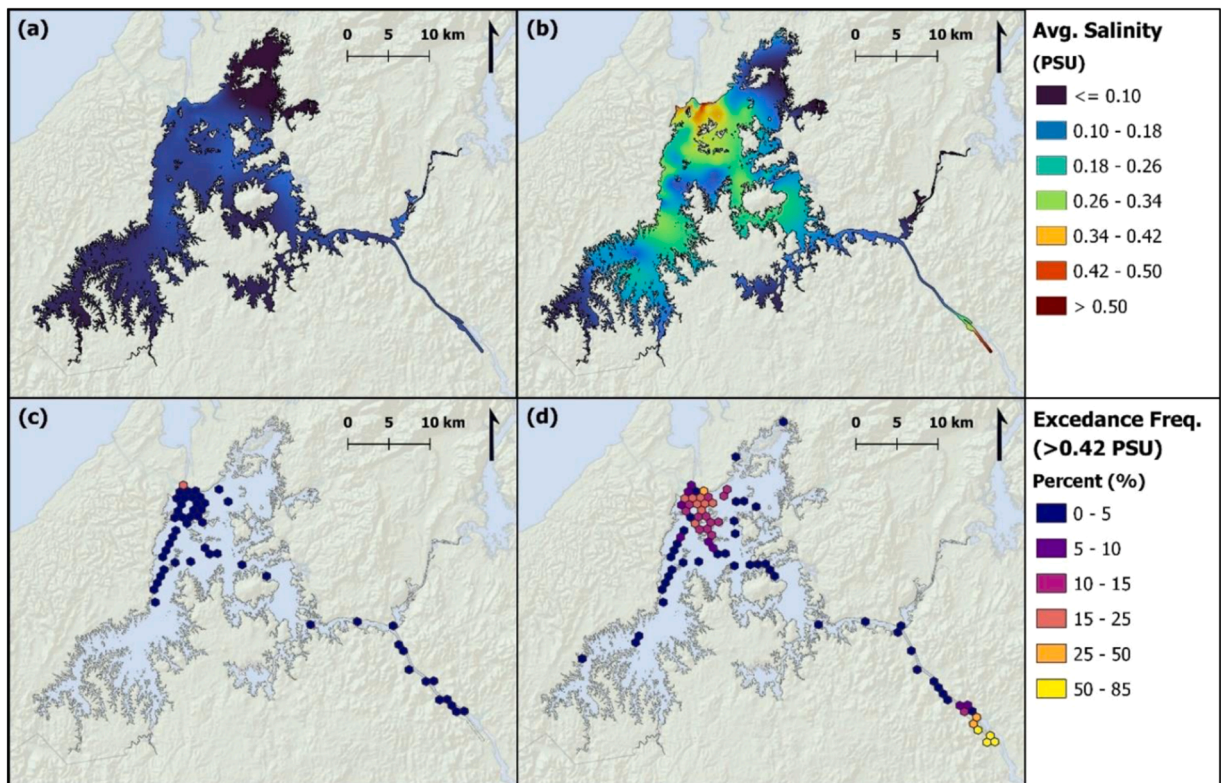 (a)
0 5 10 km
(b)
0 5 10 km
Avg. Salinity
(PSU)
<= 0.10
0.10 - 0.18
0.18 - 0.26
0.26 - 0.34
0.34 - 0.42
0.42 - 0.50
> 0.50
(c)
0 5 10 km
(d)
0 5 10 km
Excedance Freq.
(>0.42 PSU)
Percent (%)
0 - 5
5 - 10
10 - 15
15 - 25
25 - 50
50 - 85